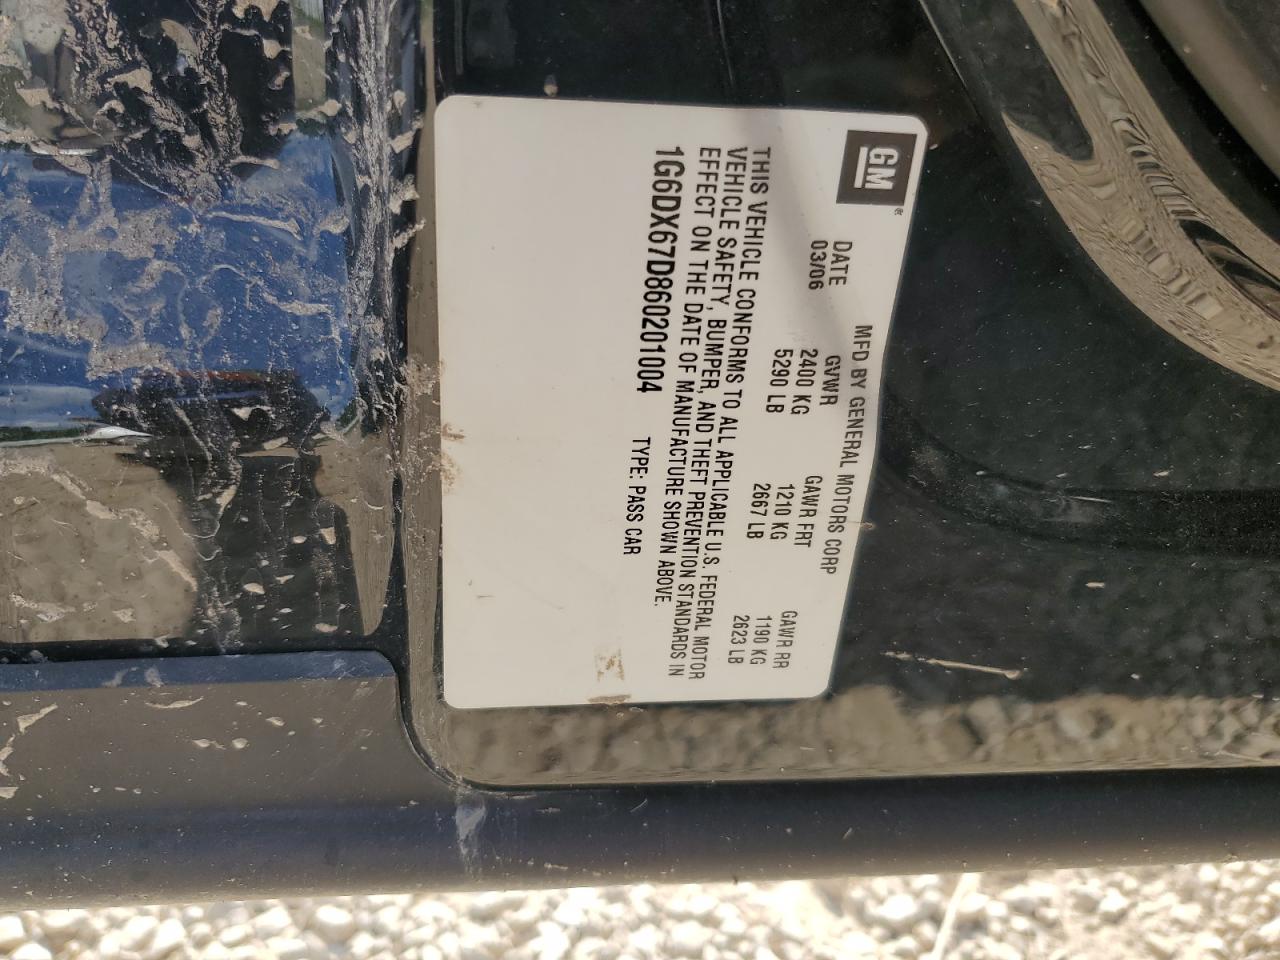 GM®
MFD BY GENERAL MOTORS CORP
DATE GVWR GAWR FRT GAWR RR
03/06 2400 KG 1210 KG 1190 KG
5290 LB 2667 LB 2623 LB
THIS VEHICLE CONFORMS TO ALL APPLICABLE U.S. FEDERAL MOTOR
VEHICLE SAFETY, BUMPER, AND THEFT PREVENTION STANDARDS IN
EFFECT ON THE DATE OF MANUFACTURE SHOWN ABOVE.
1G6DX67D860201004 TYPE: PASS CAR